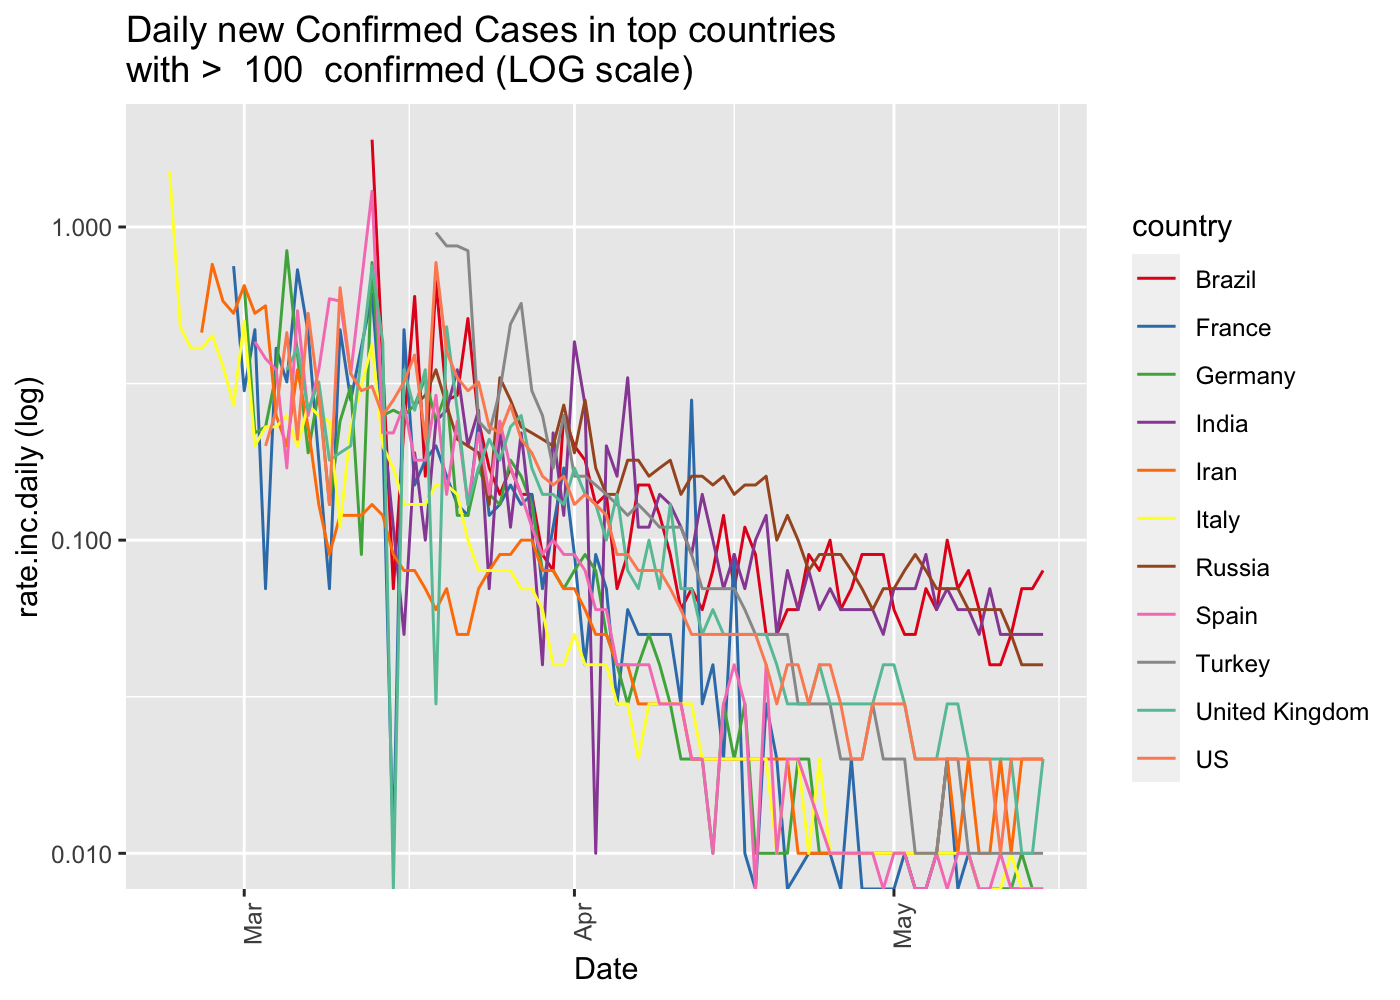 Daily new Confirmed Cases in top countries
with >  100  confirmed (LOG scale)
rate.inc.daily (log)
1.000
0.100
0.010
Mar
Apr
May
Date
country
Brazil
France
Germany
India
Iran
Italy
Russia
Spain
Turkey
United Kingdom
US